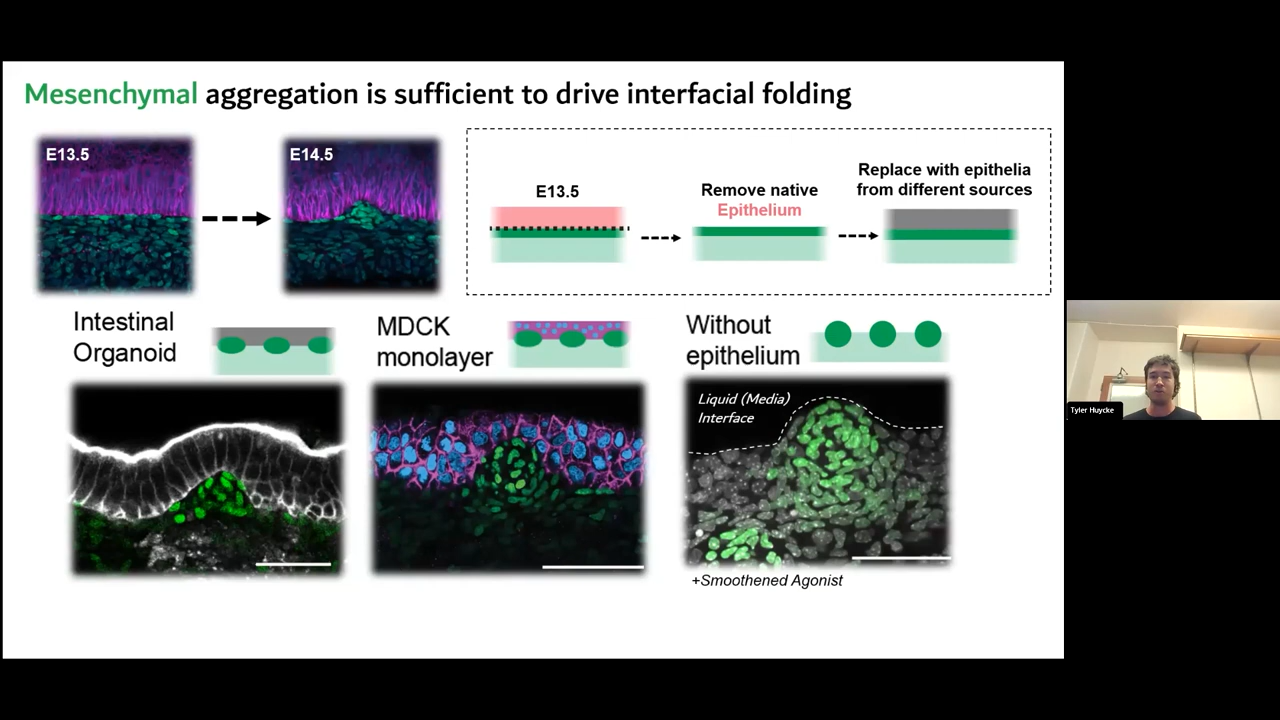 Mesenchymal aggregation is sufficient to drive interfacial folding
E13.5
E14.5
E13.5
Remove native
Epithelium
Replace with epithelia
from different sources
Intestinal
Organoid
MDCK
monolayer
Without
epithelium
Liquid (Media)
Interface
+Smoothened Agonist
Tyler Huycke